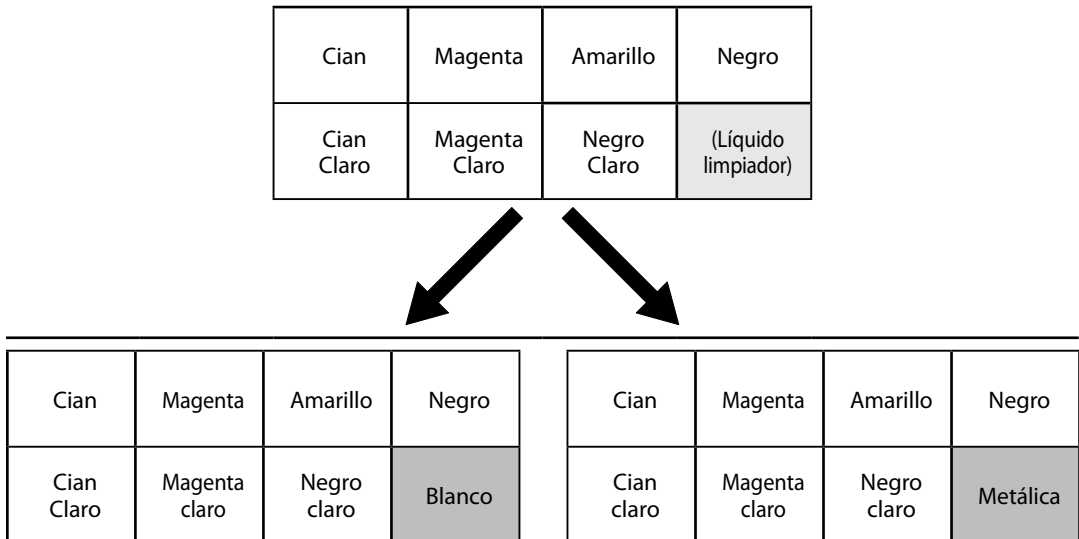 Cian Magenta Amarillo Negro
Cian Claro Magenta Claro Negro Claro (Líquido limpiador)
Cian Magenta Amarillo Negro
Cian Claro Magenta claro Negro claro Blanco
Cian Magenta Amarillo Negro
Cian claro Magenta claro Negro claro Metálica